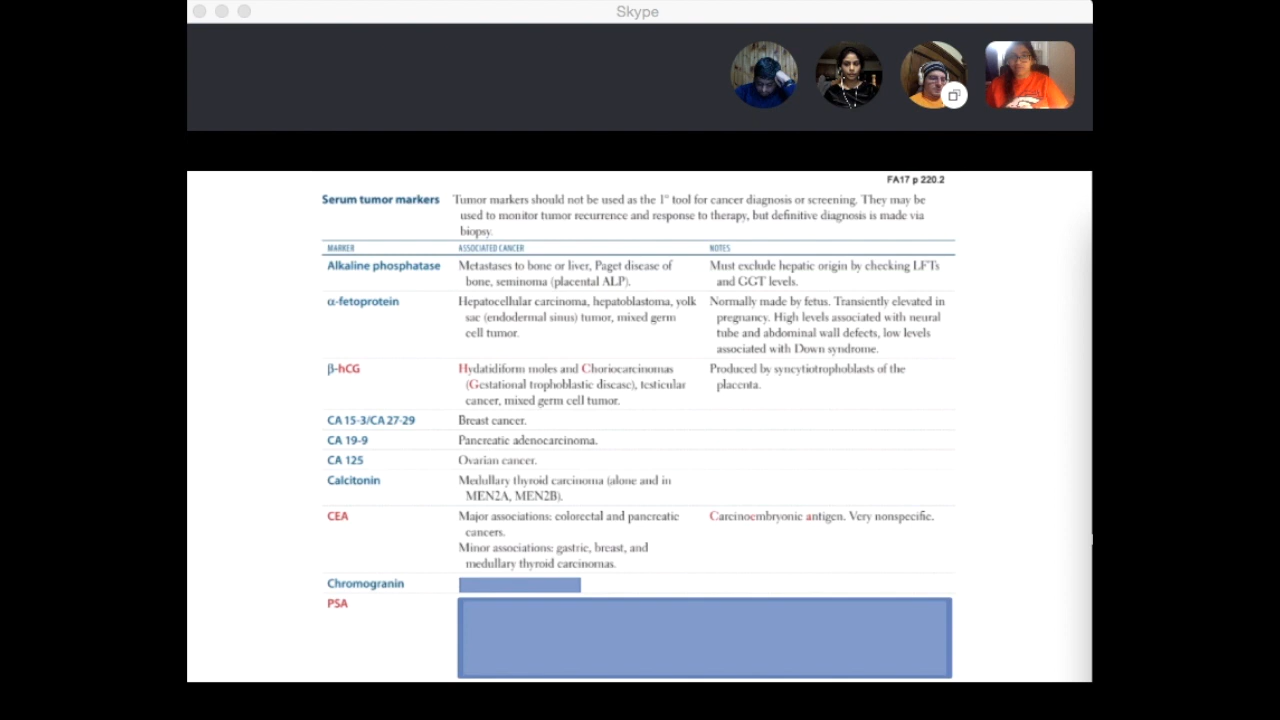 Skype
FA17 p 220.2
Serum tumor markers Tumor markers should not be used as the 1st tool for cancer diagnosis or screening. They may be
used to monitor tumor recurrence and response to therapy, but definitive diagnosis is made via
biopsy.
MARKER ASSOCIATED CANCER NOTES
Alkaline phosphatase Metastases to bone or liver, Paget disease of Must exclude hepatic origin by checking LFTs
bone, seminoma (placental ALP). and GGT levels.
α-fetoprotein Hepatocellular carcinoma, hepatoblastoma, yolk Normally made by fetus. Transiently elevated in
sac (endodermal sinus) tumor, mixed germ pregnancy. High levels associated with neural
cell tumor. tube and abdominal wall defects, low levels
associated with Down syndrome.
β-hCG Hydatidiform moles and Choriocarcinomas Produced by syncytiotrophoblasts of the
(Gestational trophoblastic disease), testicular placenta.
cancer, mixed germ cell tumor.
CA 15-3/CA 27-29 Breast cancer.
CA 19-9 Pancreatic adenocarcinoma.
CA 125 Ovarian cancer.
Calcitonin Medullary thyroid carcinoma (alone and in
MEN2A, MEN2B).
CEA Major associations: colorectal and pancreatic Carcinoembryonic antigen. Very nonspecific.
cancers.
Minor associations: gastric, breast, and
medullary thyroid carcinomas.
Chromogranin
PSA